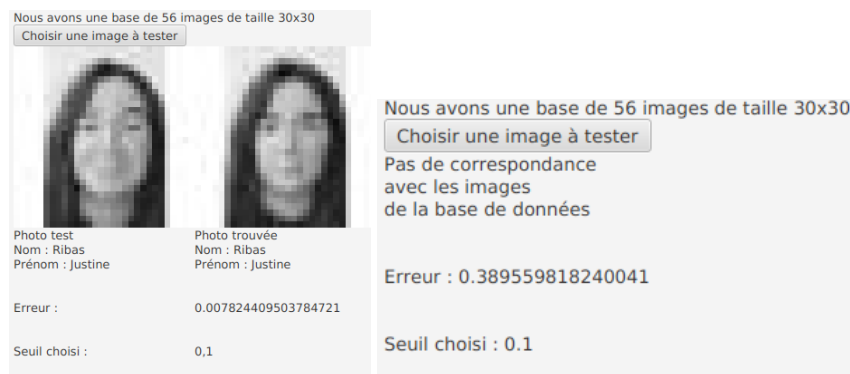 Nous avons une base de 56 images de taille 30x30
Choisir une image à tester
Photo test Photo trouvée
Nom : Ribas Nom : Ribas
Prénom : Justine Prénom : Justine
Erreur : 0.007824409503784721
Seuil choisi : 0,1
Nous avons une base de 56 images de taille 30x30
Choisir une image à tester
Pas de correspondance
avec les images
de la base de données
Erreur : 0.389559818240041
Seuil choisi : 0.1